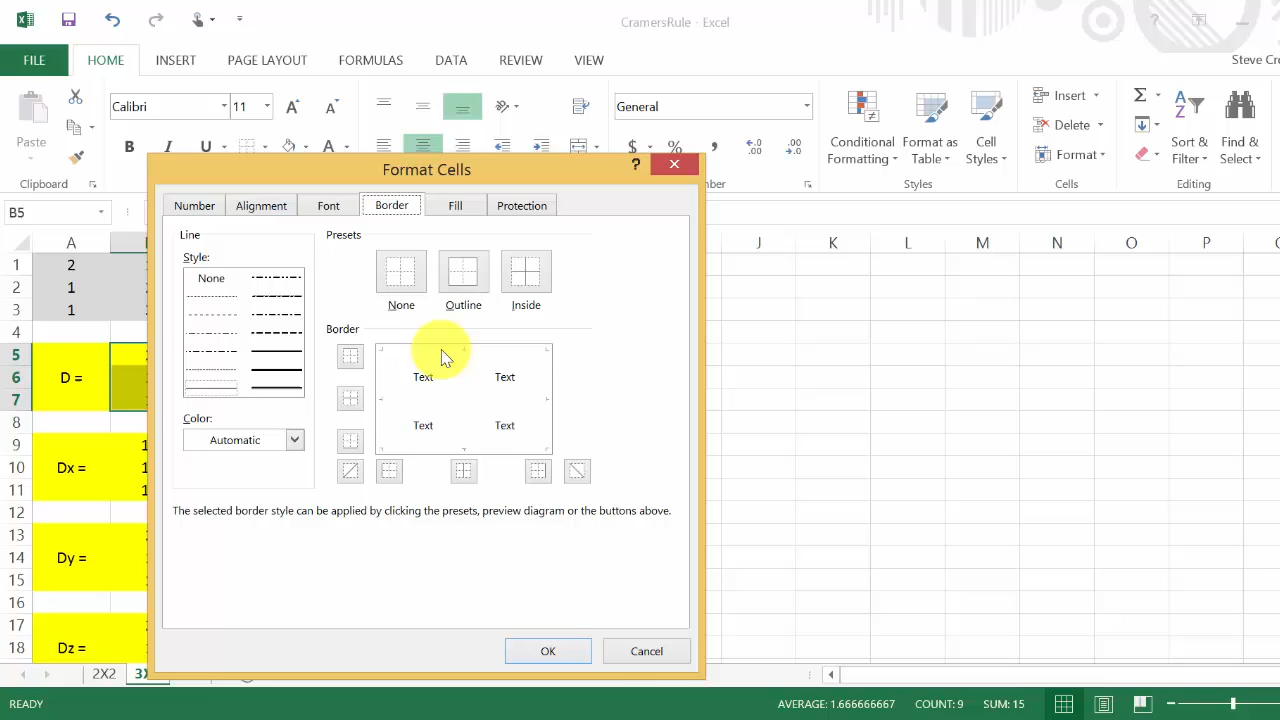 CramersRule - Excel
?
FILE HOME INSERT PAGE LAYOUT FORMULAS DATA REVIEW VIEW
Calibri 11 General
Paste B I U A $ % , Conditional Formatting Format as Table Cell Styles Insert Delete Format Sort & Filter Find & Select
Clipboard Styles Cells Editing
B5
Format Cells ?
Number Alignment Font Border Fill Protection
A J K L M N O P
Line Presets
Style:
None
None Outline Inside
Border
Text Text
Text Text
Color:
Automatic
The selected border style can be applied by clicking the presets, preview diagram or the buttons above.
OK Cancel
1 2
2 1
3 1
4
5
6 D =
7
8
9 1
10 Dx = 1
11 1
12
13
14 Dy =
15
16
17
18 Dz =
2X2
READY AVERAGE: 1.666666667 COUNT: 9 SUM: 15